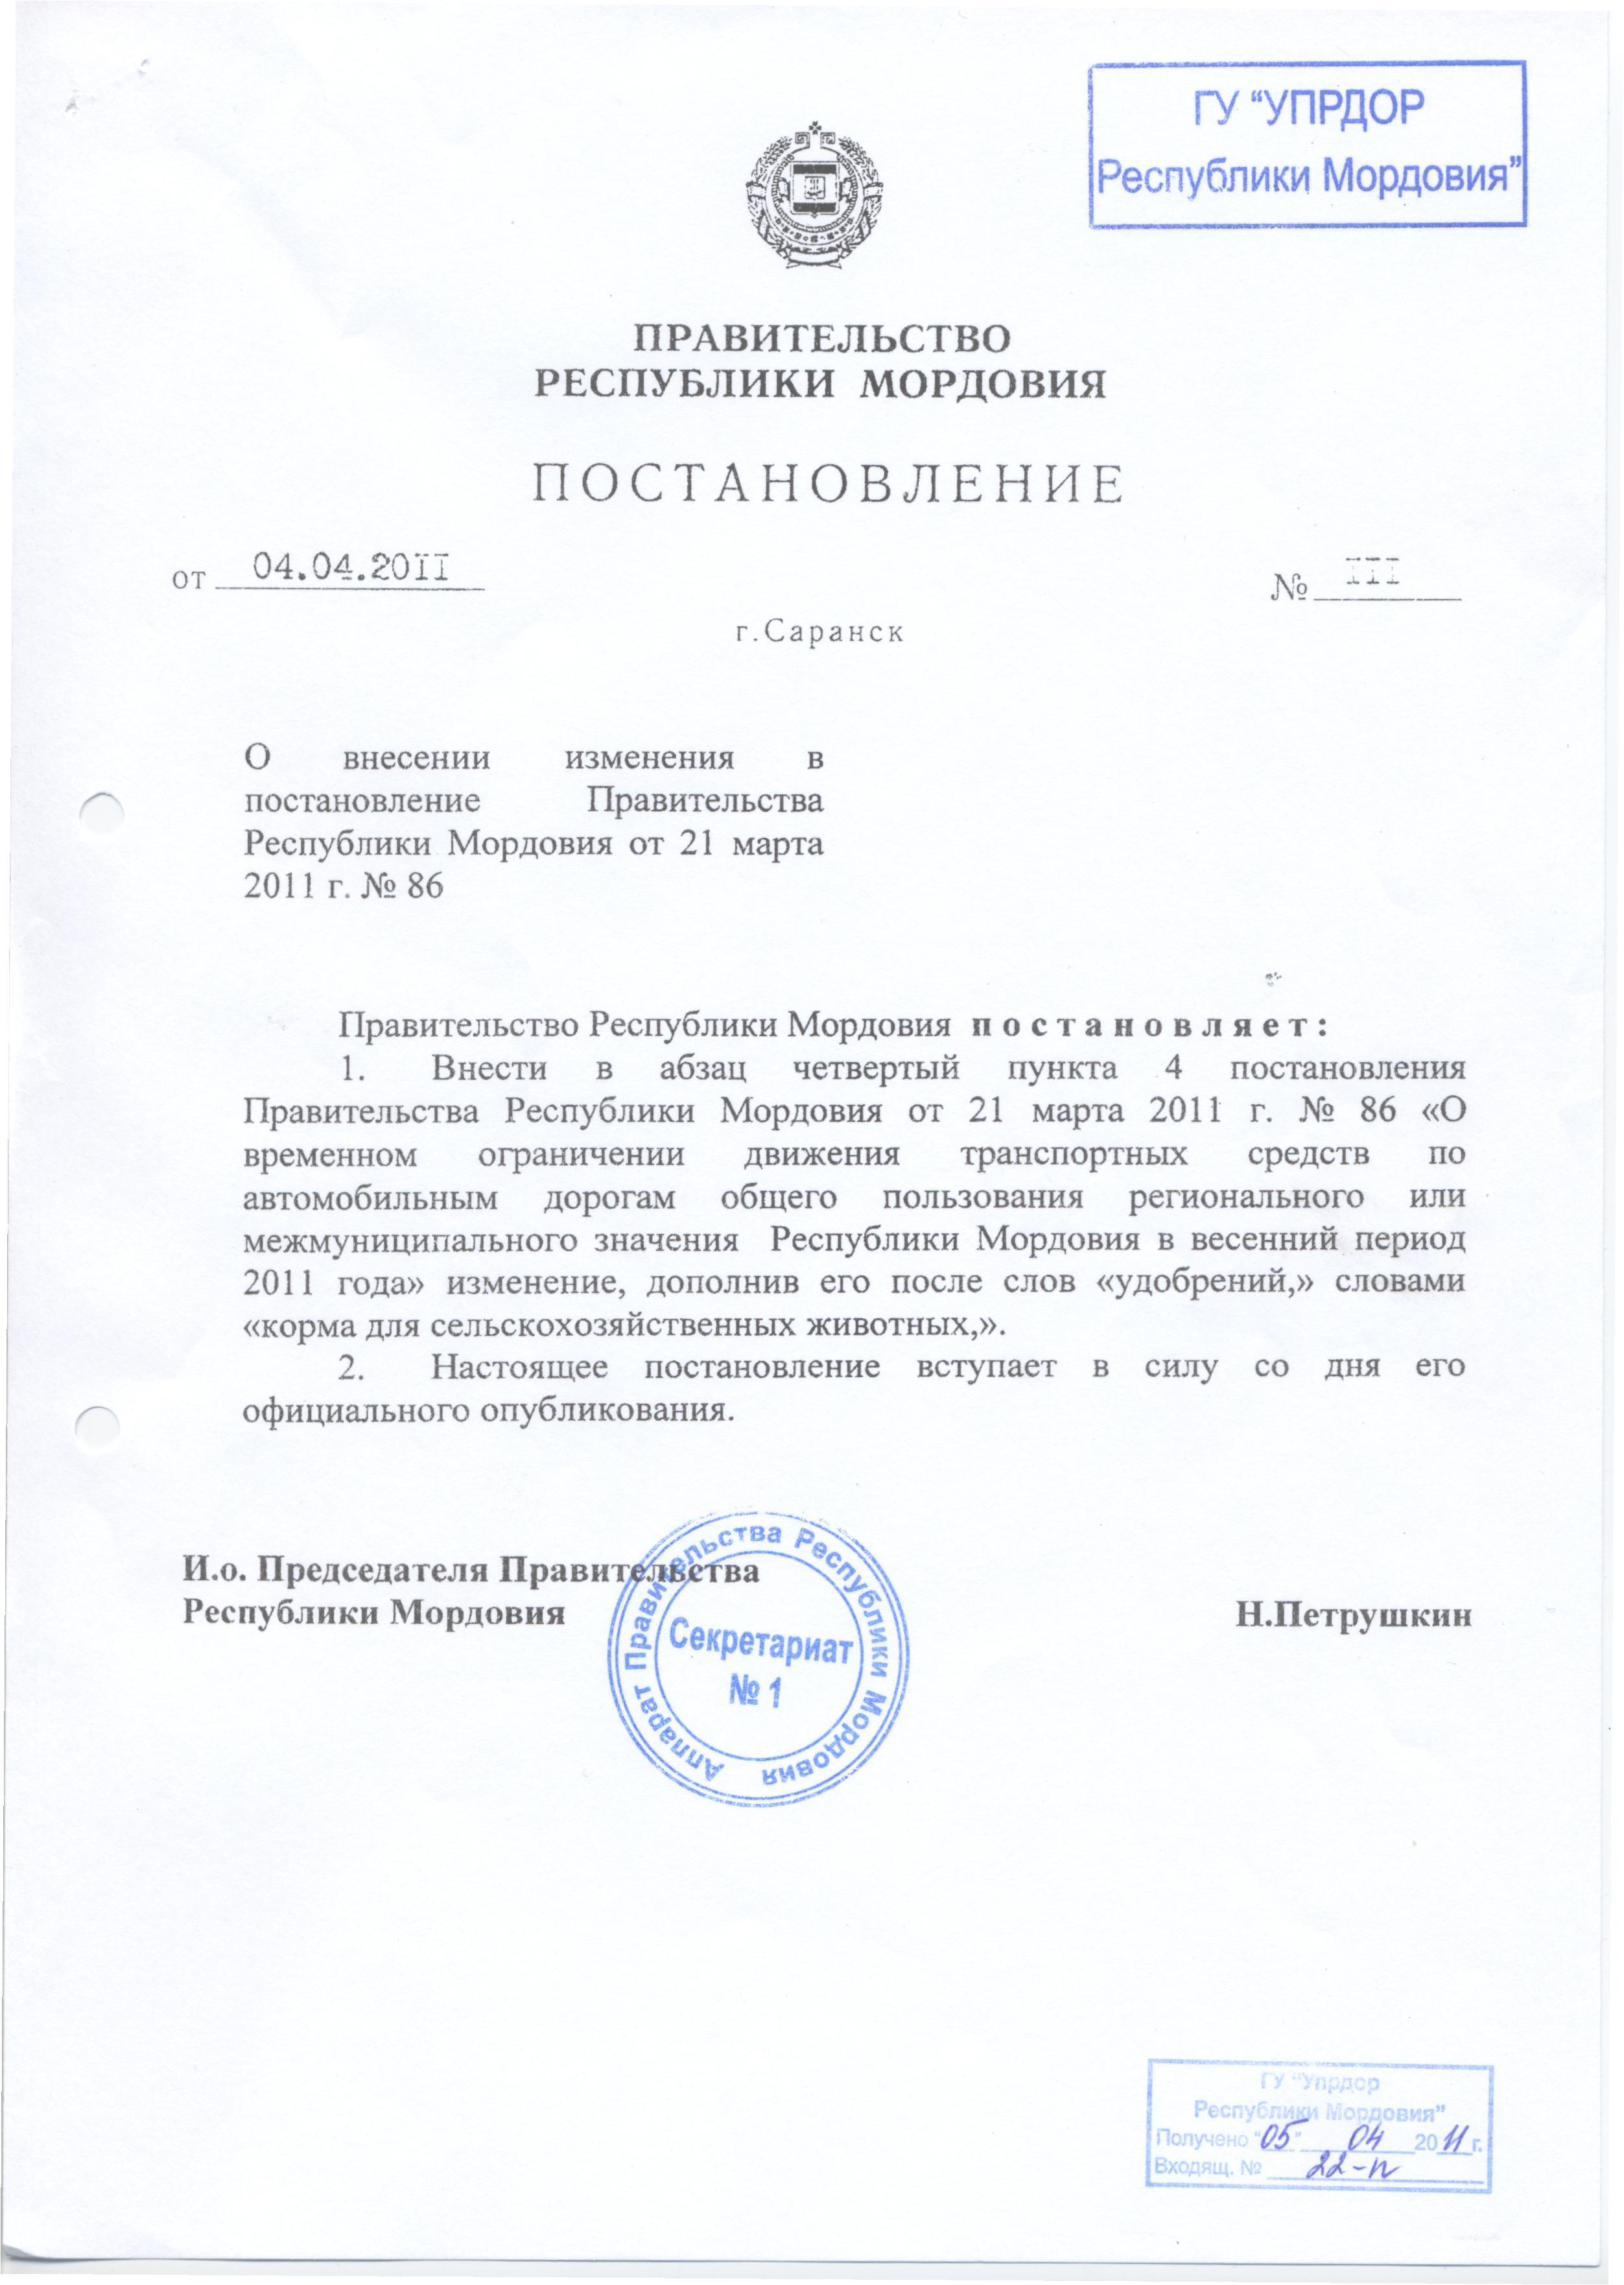 ГУ “УПРДОР
Республики Мордовия”
ПРАВИТЕЛЬСТВО
РЕСПУБЛИКИ МОРДОВИЯ
ПОСТАНОВЛЕНИЕ
от 04.04.20II
№ III
г.Саранск
О внесении изменения в
постановление Правительства
Республики Мордовия от 21 марта
2011 г. № 86
Правительство Республики Мордовия п о с т а н о в л я е т :
1. Внести в абзац четвертый пункта 4 постановления
Правительства Республики Мордовия от 21 марта 2011 г. № 86 «О
временном ограничении движения транспортных средств по
автомобильным дорогам общего пользования регионального или
межмуниципального значения Республики Мордовия в весенний период
2011 года» изменение, дополнив его после слов «удобрений,» словами
«корма для сельскохозяйственных животных,».
2. Настоящее постановление вступает в силу со дня его
официального опубликования.
И.о. Председателя Правительства
Республики Мордовия
Н.Петрушкин
Аппарат Правительства Республики Мордовия
Секретариат
№ 1
ГУ “Упрдор
Республики Мордовия”
Получено “05” 04 2011 г.
Входящ. № 22-п